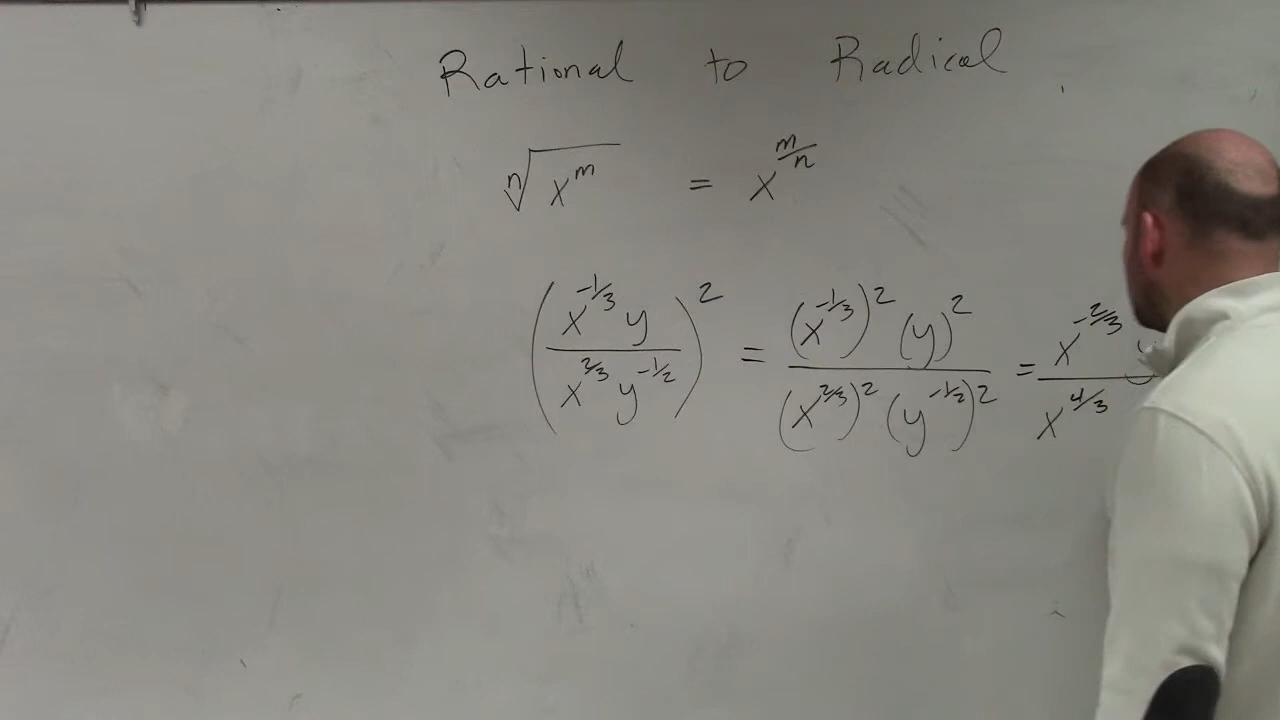 Rational to Radical
ⁿ√(x^m) = x^(m/n)
((x^(-1/3) y)/(x^(2/3) y^(-1/2)))^2 = ((x^(-1/3))^2 (y)^2)/((x^(2/3))^2 (y^(-1/2))^2) = (x^(-2/3))/(x^(4/3))